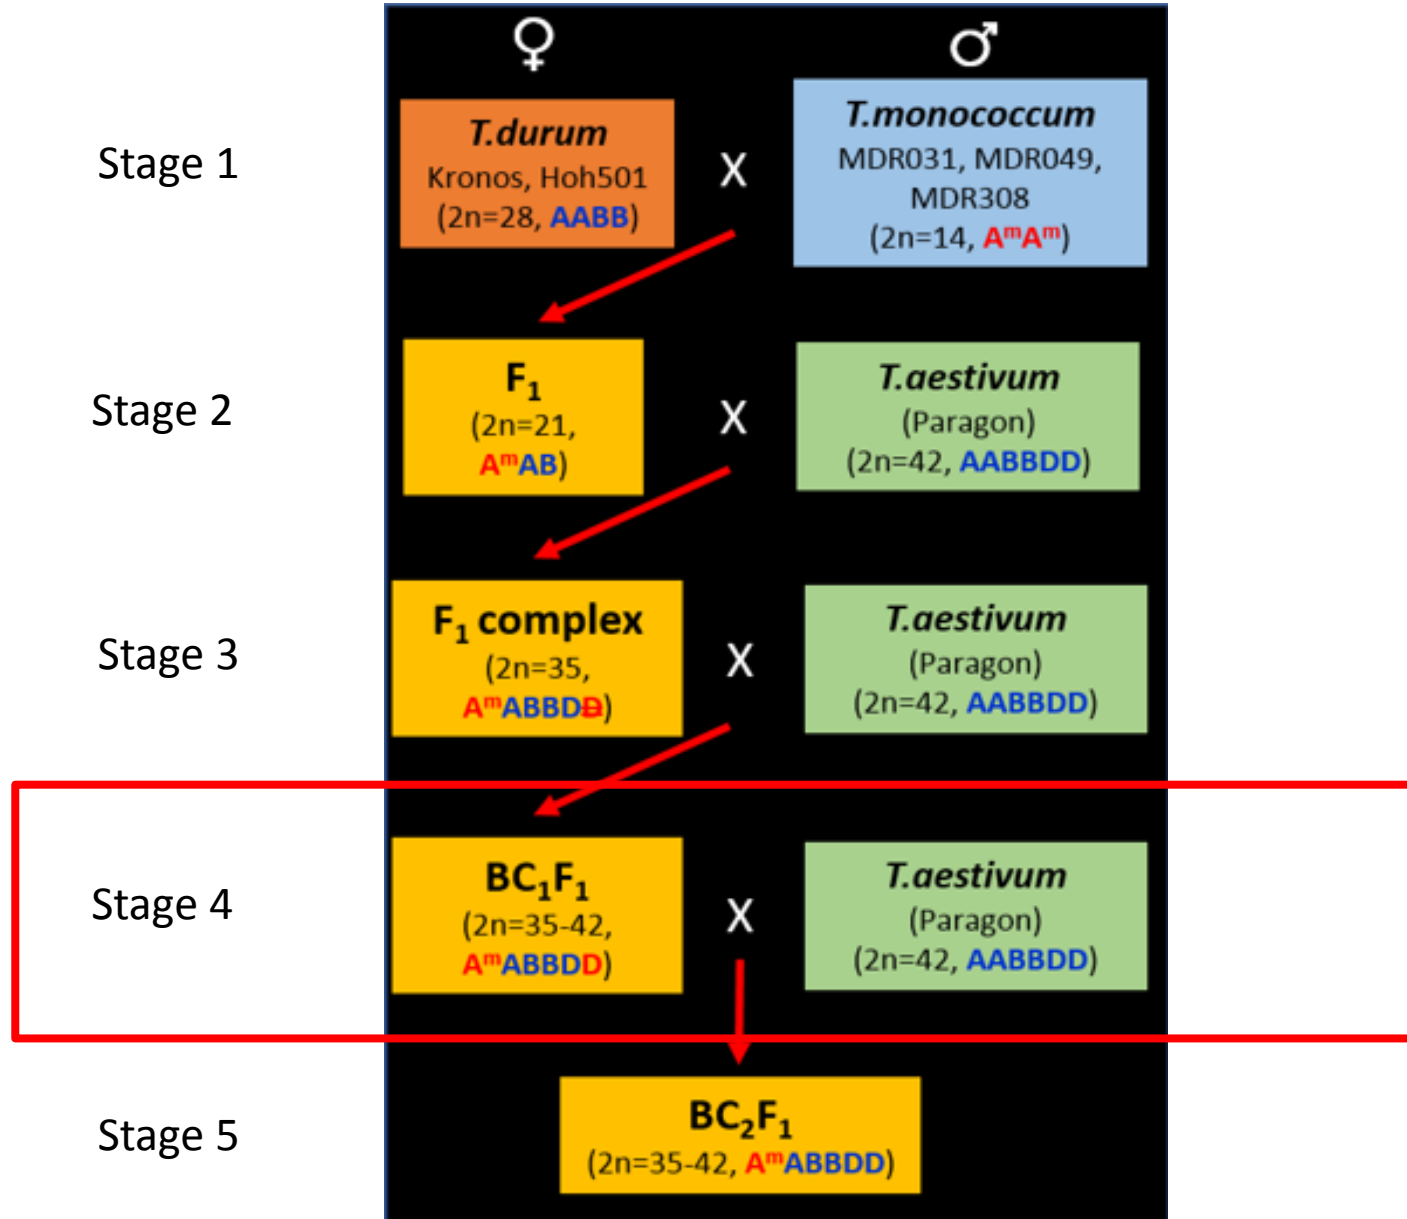 ♀ ♂
Stage 1
T.durum
Kronos, Hoh501
(2n=28, AABB)
X
T.monococcum
MDR031, MDR049,
MDR308
(2n=14, AᵐAᵐ)
Stage 2
F₁
(2n=21,
AᵐAB)
X
T.aestivum
(Paragon)
(2n=42, AABBDD)
Stage 3
F₁ complex
(2n=35,
AᵐABBDD)
X
T.aestivum
(Paragon)
(2n=42, AABBDD)
Stage 4
BC₁F₁
(2n=35-42,
AᵐABBDD)
X
T.aestivum
(Paragon)
(2n=42, AABBDD)
Stage 5
BC₂F₁
(2n=35-42, AᵐABBDD)